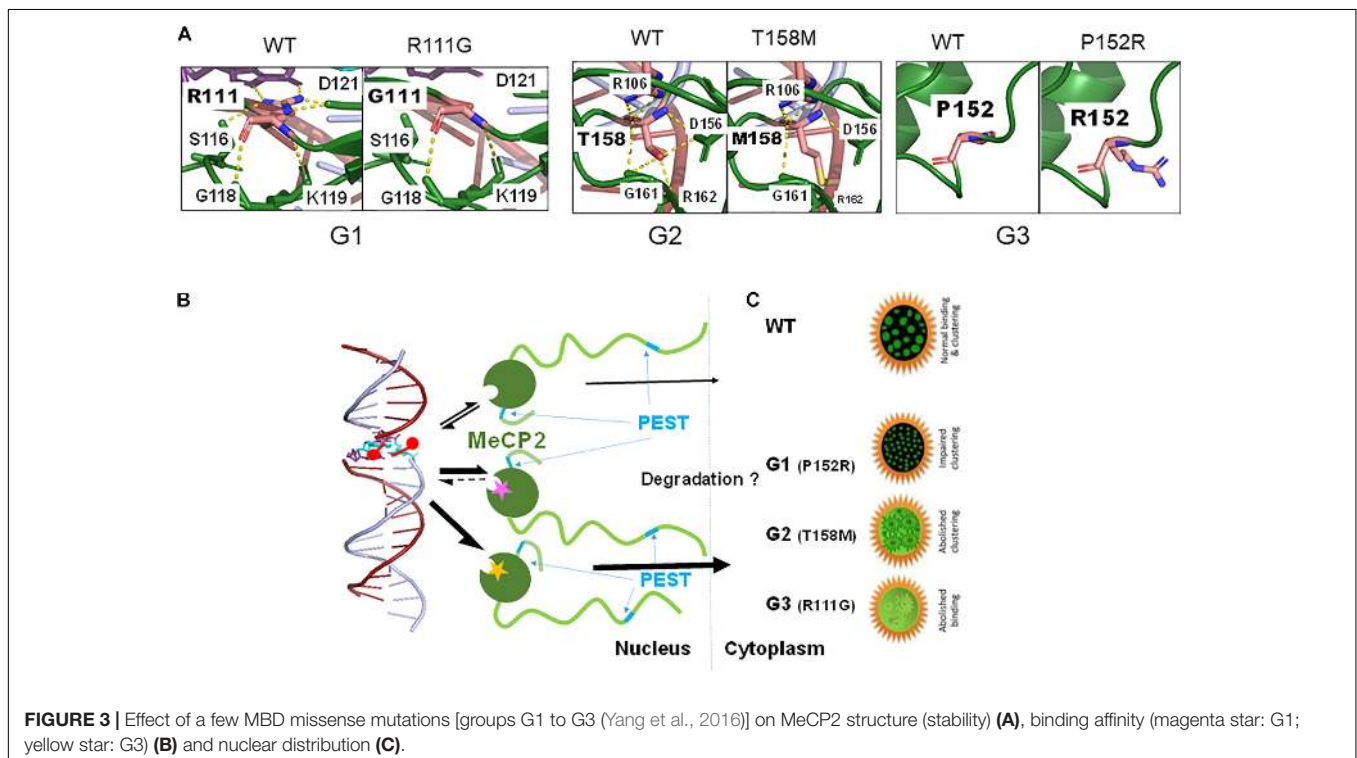 A
WT
R111G
WT
T158M
WT
P152R
R111
D121
S116
G118
K119
G111
D121
S116
G118
K119
R106
T158
D156
G161
R162
R106
M158
D156
G161
R162
P152
R152
G1
G2
G3
B
MeCP2
PEST
Degradation ?
PEST
Nucleus
Cytoplasm
C
WT
Normal binding
& clustering
G1 (P152R)
Impaired
clustering
G2 (T158M)
Abolished
clustering
G3 (R111G)
Abolished
binding
FIGURE 3 | Effect of a few MBD missense mutations [groups G1 to G3 (Yang et al., 2016)] on MeCP2 structure (stability) (A), binding affinity (magenta star: G1;
yellow star: G3) (B) and nuclear distribution (C).